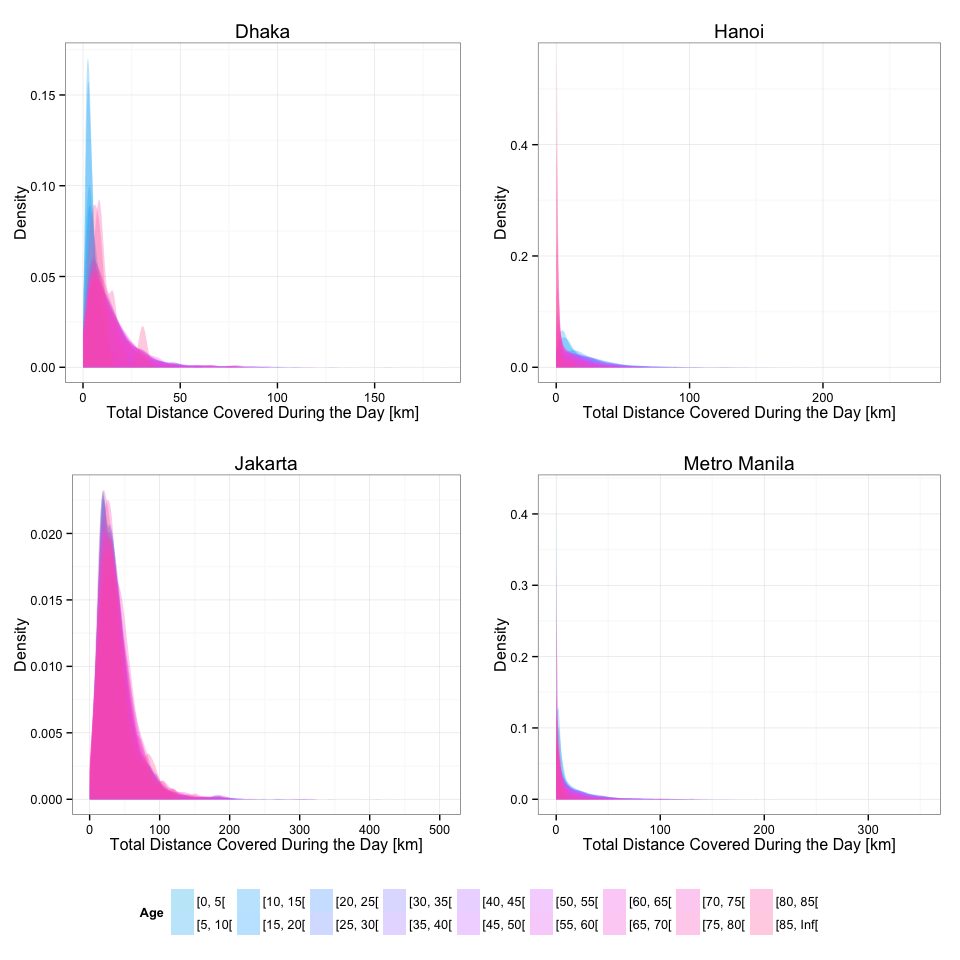 Dhaka
Hanoi
0.15
0.10
0.05
0.00
Density
0 50 100 150
Total Distance Covered During the Day [km]
0.4
0.2
0.0
Density
0 100 200
Total Distance Covered During the Day [km]
Jakarta
Metro Manila
0.020
0.015
0.010
0.005
0.000
Density
0 100 200 300 400 500
Total Distance Covered During the Day [km]
0.4
0.3
0.2
0.1
0.0
Density
0 100 200 300
Total Distance Covered During the Day [km]
Age
[0, 5[ [10, 15[ [20, 25[ [30, 35[ [40, 45[ [50, 55[ [60, 65[ [70, 75[ [80, 85[
[5, 10[ [15, 20[ [25, 30[ [35, 40[ [45, 50[ [55, 60[ [65, 70[ [75, 80[ [85, Inf[